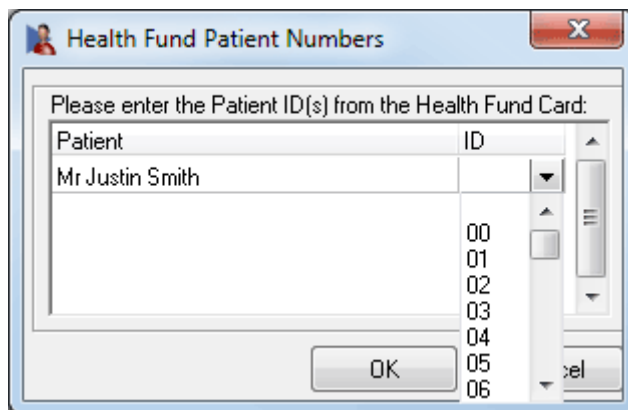 Health Fund Patient Numbers
Please enter the Patient ID(s) from the Health Fund Card:
Patient ID
Mr Justin Smith
00
01
02
03
04
05
06
OK
cel